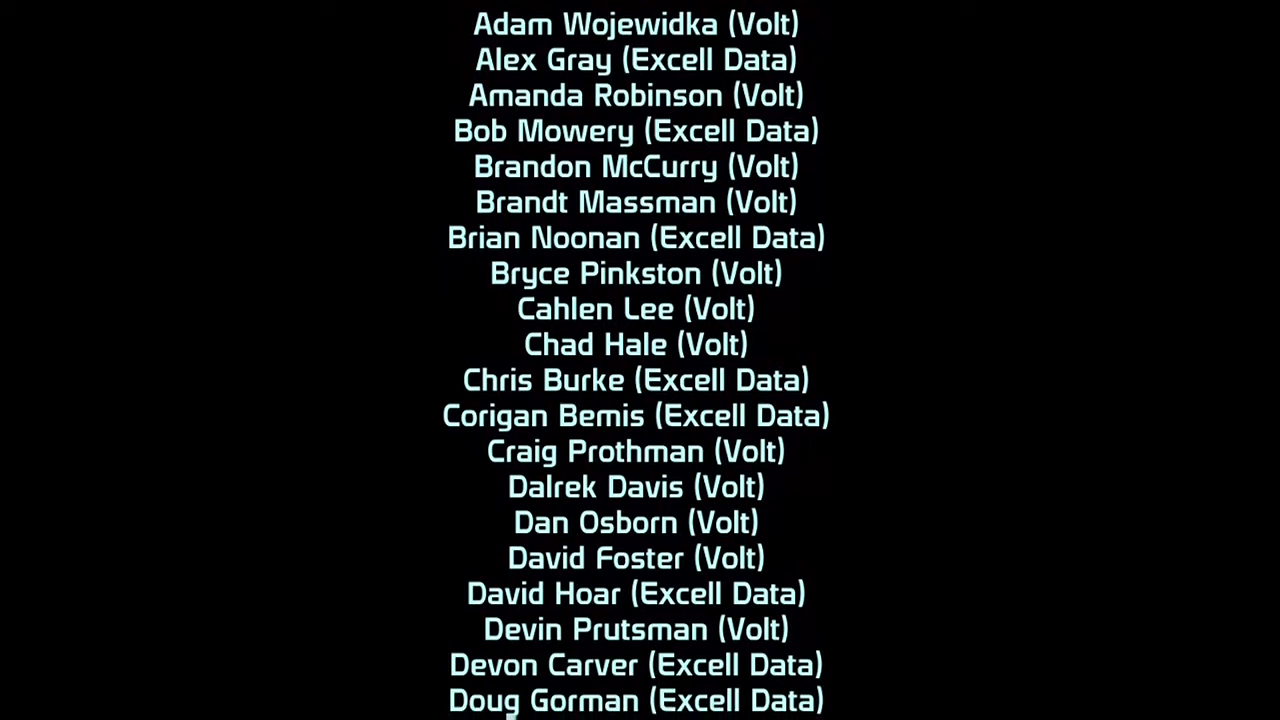 Adam Wojewidka (Volt)
Alex Gray (Excell Data)
Amanda Robinson (Volt)
Bob Mowery (Excell Data)
Brandon McCurry (Volt)
Brandt Massman (Volt)
Brian Noonan (Excell Data)
Bryce Pinkston (Volt)
Cahlen Lee (Volt)
Chad Hale (Volt)
Chris Burke (Excell Data)
Corigan Bemis (Excell Data)
Craig Prothman (Volt)
Dalrek Davis (Volt)
Dan Osborn (Volt)
David Foster (Volt)
David Hoar (Excell Data)
Devin Prutsman (Volt)
Devon Carver (Excell Data)
Doug Gorman (Excell Data)